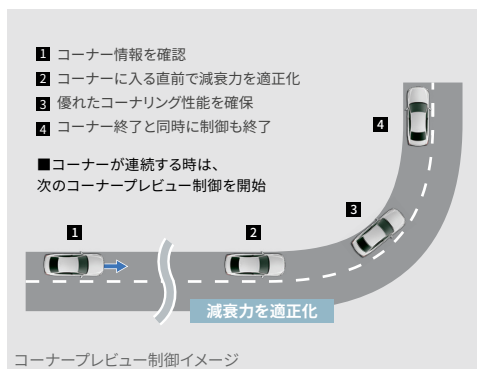 1 コーナー情報を確認
2 コーナーに入る直前で減衰力を適正化
3 優れたコーナリング性能を確保
4 コーナー終了と同時に制御も終了
■コーナーが連続する時は、
次のコーナープレビュー制御を開始
4
3
1
2
減衰力を適正化
コーナープレビュー制御イメージ